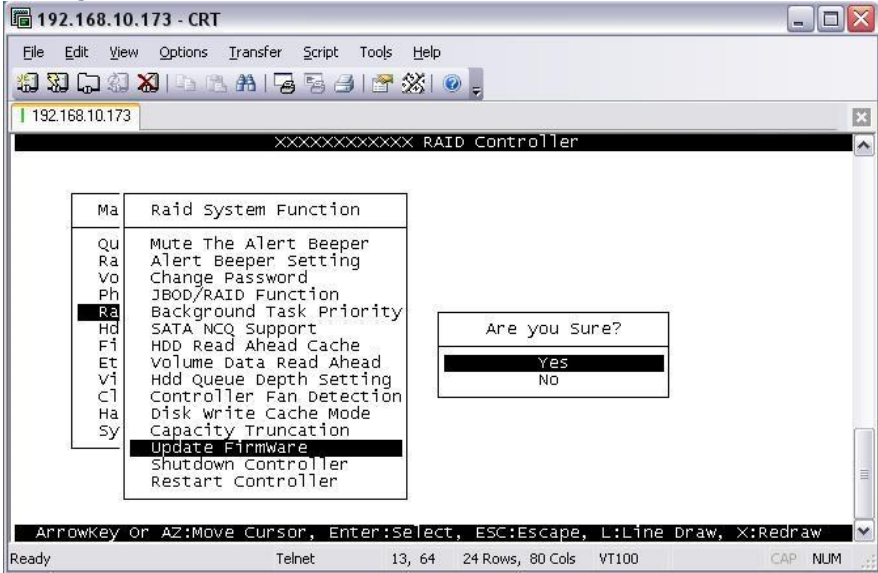 192.168.10.173 - CRT
File Edit View Options Transfer Script Tools Help
192.168.10.173
XXXXXXXXXXXX RAID Controller
Ma
Raid System Function
Qu
Mute The Alert Beeper
Ra
Alert Beeper Setting
Vo
Change Password
Ph
JBOD/RAID Function
Ra
Background Task Priority
Hd
SATA NCQ Support
Fi
HDD Read Ahead Cache
Et
Volume Data Read Ahead
Vi
Hdd Queue Depth Setting
Cl
Controller Fan Detection
Ha
Disk Write Cache Mode
Sy
Capacity Truncation
Update FirmWare
Shutdown Controller
Restart Controller
Are you Sure?
Yes
No
ArrowKey Or AZ:Move Cursor, Enter:Select, ESC:Escape, L:Line Draw, X:Redraw
Ready Telnet 13, 64 24 Rows, 80 Cols VT100 CAP NUM